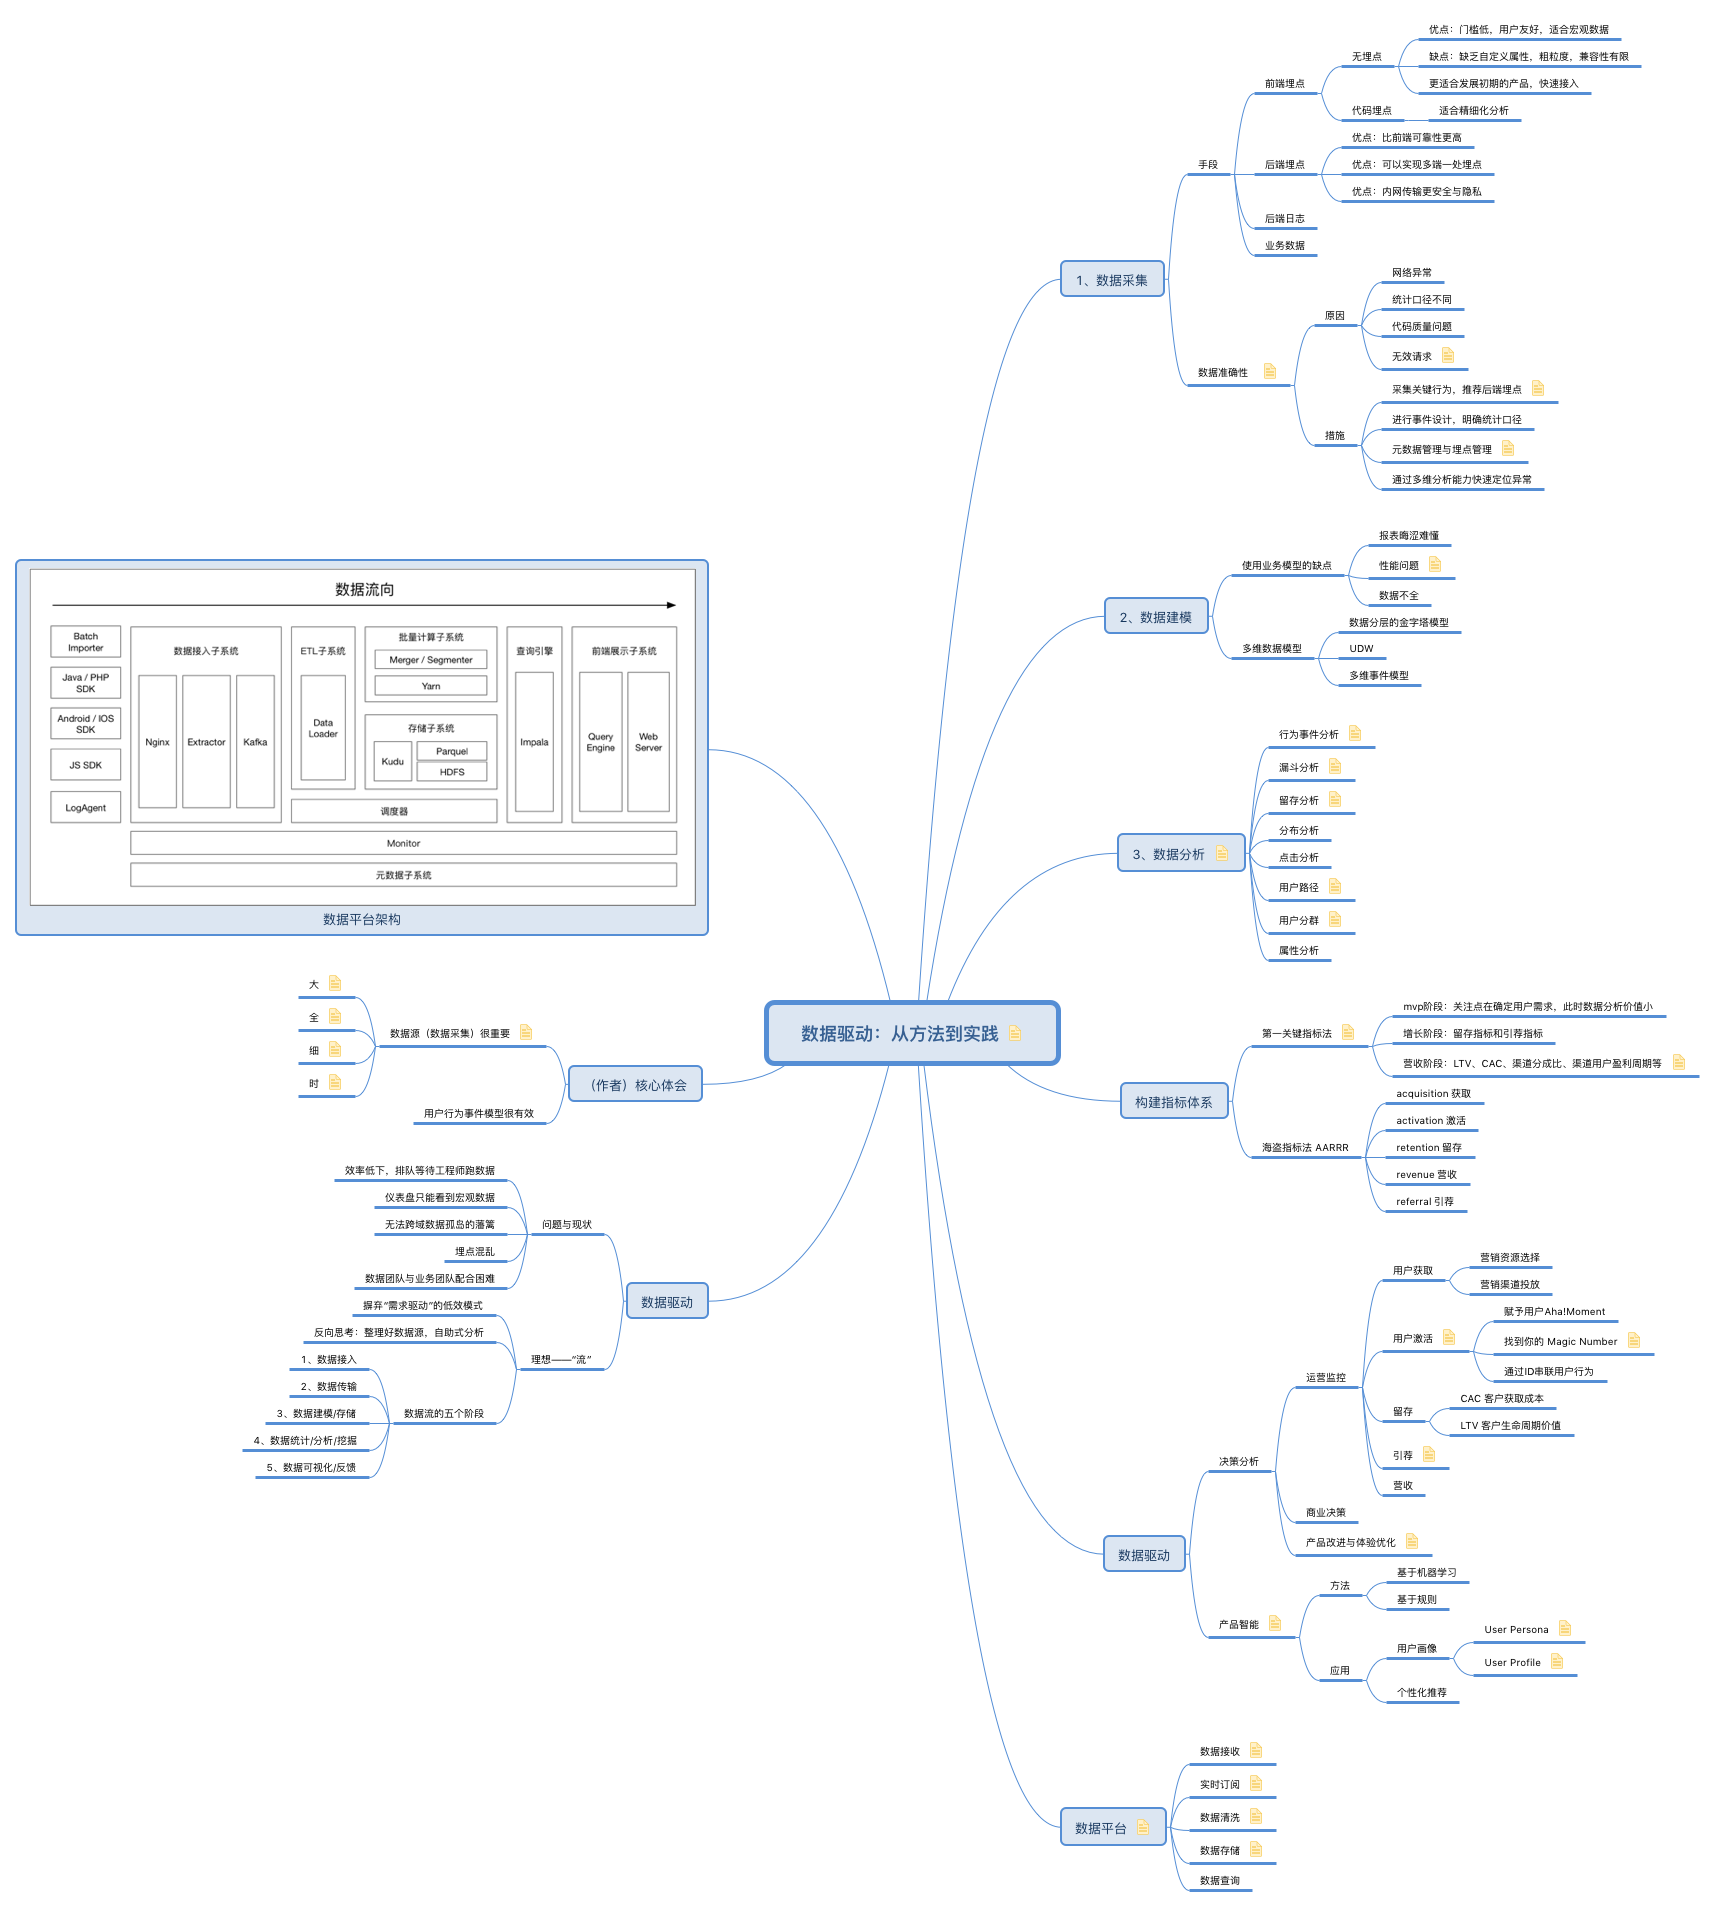 数据驱动：从方法到实践
1、数据采集
手段
前端埋点
无埋点
优点：门槛低，用户友好，适合宏观数据
缺点：缺乏自定义属性，粗粒度，兼容性有限
更适合发展初期的产品，快速接入
代码埋点
适合精细化分析
后端埋点
优点：比前端可靠性更高
优点：可以实现多端一处埋点
优点：内网传输更安全与隐私
后端日志
业务数据
数据准确性
原因
网络异常
统计口径不同
代码质量问题
无效请求
措施
采集关键行为，推荐后端埋点
进行事件设计，明确统计口径
元数据管理与埋点管理
通过多维分析能力快速定位异常
2、数据建模
使用业务模型的缺点
报表晦涩难懂
性能问题
数据不全
多维数据模型
数据分层的金字塔模型
UDW
多维事件模型
3、数据分析
行为事件分析
漏斗分析
留存分析
分布分析
点击分析
用户路径
用户分群
属性分析
构建指标体系
第一关键指标法
mvp阶段：关注点在确定用户需求，此时数据分析价值小
增长阶段：留存指标和引荐指标
营收阶段：LTV、CAC、渠道分成比、渠道用户盈利周期等
海盗指标法 AARRR
acquisition 获取
activation 激活
retention 留存
revenue 营收
referral 引荐
数据驱动
决策分析
运营监控
用户获取
营销资源选择
营销渠道投放
用户激活
赋予用户Aha!Moment
找到你的 Magic Number
通过ID串联用户行为
留存
CAC 客户获取成本
LTV 客户生命周期价值
引荐
营收
商业决策
产品改进与体验优化
产品智能
方法
基于机器学习
基于规则
应用
用户画像
User Persona
User Profile
个性化推荐
数据平台
数据接收
实时订阅
数据清洗
数据存储
数据查询
数据流向
Batch
Importer
Java / PHP
SDK
Android / IOS
SDK
JS SDK
LogAgent
数据接入子系统
Nginx
Extractor
Kafka
ETL子系统
Data
Loader
批量计算子系统
Merger / Segmenter
Yarn
存储子系统
Kudu
Parquel
HDFS
调度器
查询引擎
Impala
前端展示子系统
Query
Engine
Web
Server
Monitor
元数据子系统
数据平台架构
（作者）核心体会
数据源（数据采集）很重要
大
全
细
时
用户行为事件模型很有效
数据驱动
问题与现状
效率低下，排队等待工程师跑数据
仪表盘只能看到宏观数据
无法跨域数据孤岛的藩篱
埋点混乱
数据团队与业务团队配合困难
理想——“流”
摒弃“需求驱动”的低效模式
反向思考：整理好数据源，自助式分析
数据流的五个阶段
1、数据接入
2、数据传输
3、数据建模/存储
4、数据统计/分析/挖掘
5、数据可视化/反馈